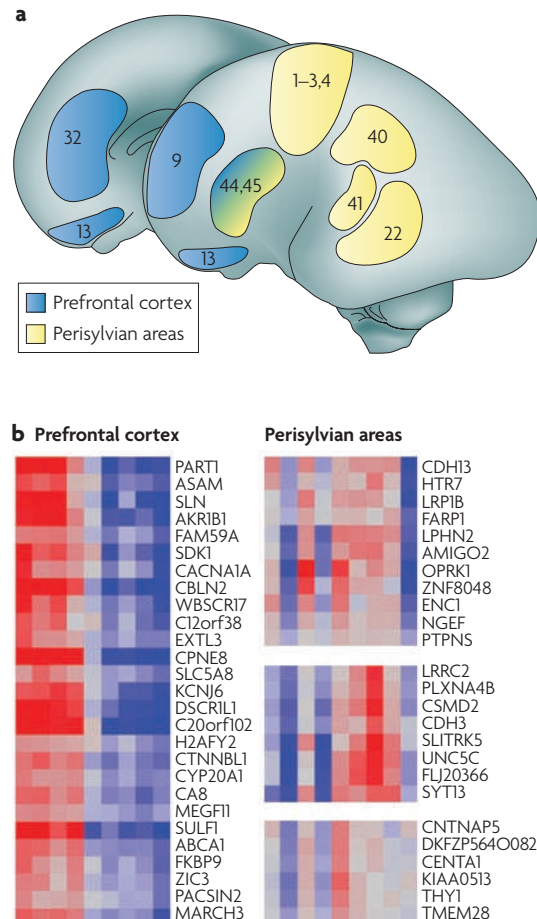 a
32
13
9
44,45
13
1–3,4
40
41
22
Prefrontal cortex
Perisylvian areas
b Prefrontal cortex
PART1
ASAM
SLN
AKR1B1
FAM59A
SDK1
CACNA1A
CBLN2
WBSCR17
C12orf38
EXTL3
CPNE8
SLC5A8
KCNJ6
DSCR1L1
C20orf102
H2AFY2
CTNNBL1
CYP20A1
CA8
MEGF11
SULF1
ABCA1
FKBP9
ZIC3
PACSIN2
MARCH3
Perisylvian areas
CDH13
HTR7
LRP1B
FARP1
LPHN2
AMIGO2
OPRK1
ZNF8048
ENC1
NGEF
PTPNS
LRRC2
PLXNA4B
CSMD2
CDH3
SLITRK5
UNC5C
FLJ20366
SYT13
CNTNAP5
DKFZP564O082
CENTA1
KIAA0513
THY1
TMEM28